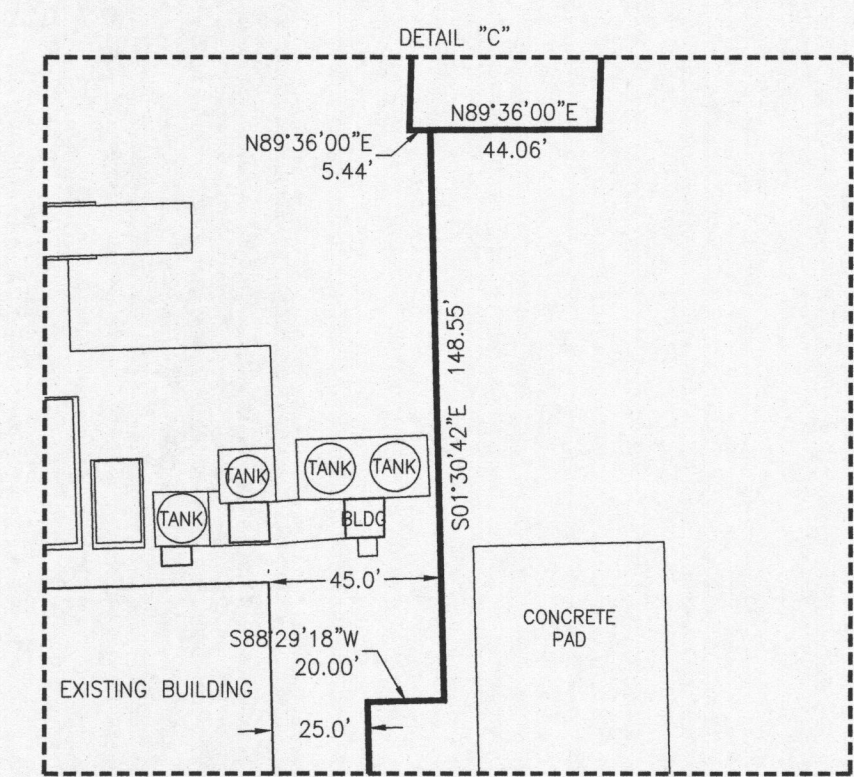 DETAIL "C"
N89°36'00"E
44.06'
N89°36'00"E
5.44'
S01°30'42"E 148.55'
TANK
TANK
TANK
TANK
BLDG
45.0'
CONCRETE
PAD
S88°29'18"W
20.00'
EXISTING BUILDING
25.0'